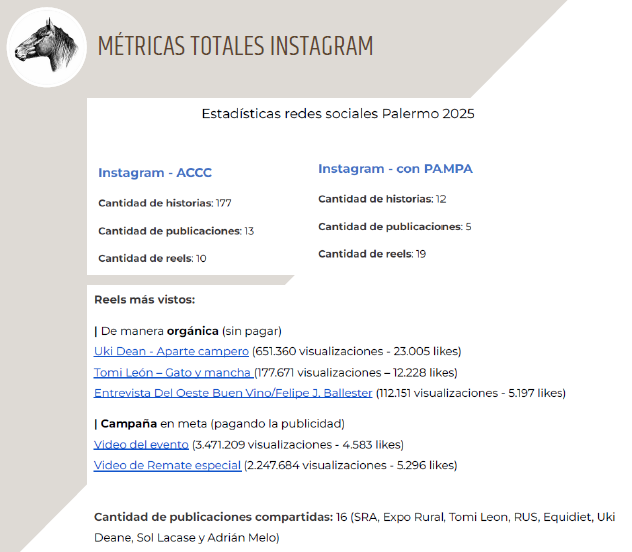 MÉTRICAS TOTALES INSTAGRAM
Estadísticas redes sociales Palermo 2025
Instagram - ACCC
Cantidad de historias: 177
Cantidad de publicaciones: 13
Cantidad de reels: 10
Instagram - con PAMPA
Cantidad de historias: 12
Cantidad de publicaciones: 5
Cantidad de reels: 19
Reels más vistos:
| De manera orgánica (sin pagar)
Uki Dean - Aparte campero (651.360 visualizaciones - 23.005 likes)
Tomi León – Gato y mancha (177.671 visualizaciones – 12.228 likes)
Entrevista Del Oeste Buen Vino/Felipe J. Ballester (112.151 visualizaciones - 5.197 likes)
| Campaña en meta (pagando la publicidad)
Video del evento (3.471.209 visualizaciones - 4.583 likes)
Video de Remate especial (2.247.684 visualizaciones - 5.296 likes)
Cantidad de publicaciones compartidas: 16 (SRA, Expo Rural, Tomi Leon, RUS, Equidiet, Uki
Deane, Sol Lacase y Adrián Melo)